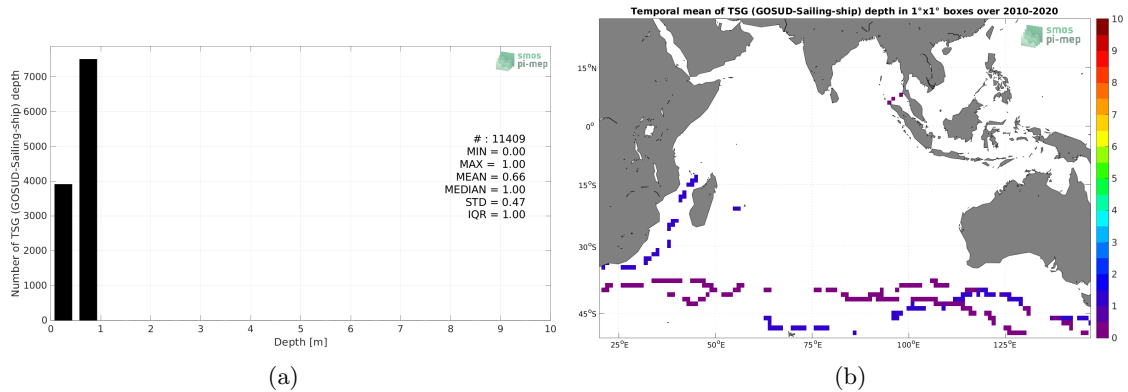 smos
pi-mep
Number of TSG (GOSUD-Sailing-ship) depth
7000
6000
5000
4000
3000
2000
1000
0
# : 11409
MIN = 0.00
MAX = 1.00
MEAN = 0.66
MEDIAN = 1.00
STD = 0.47
IQR = 1.00
0 1 2 3 4 5 6 7 8 9 10
Depth [m]
(a)
Temporal mean of TSG (GOSUD-Sailing-ship) depth in 1°x1° boxes over 2010-2020
smos
pi-mep
15°N
0°
15°S
30°S
45°S
25°E 50°E 75°E 100°E 125°E
10
9
8
7
6
5
4
3
2
1
0
(b)